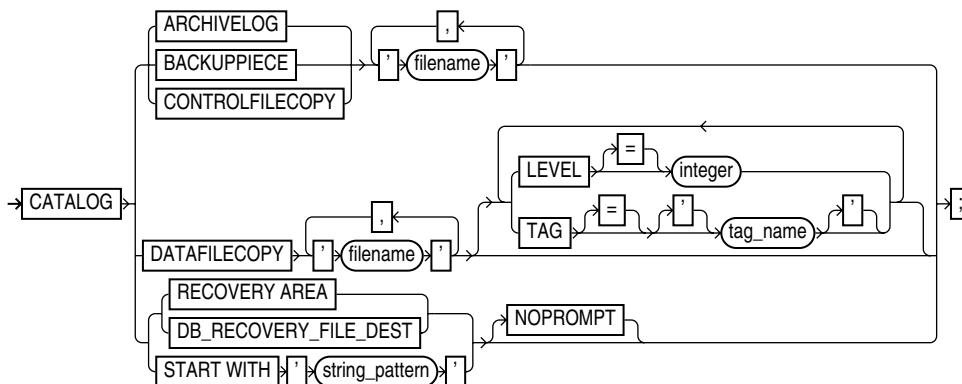 ARCHIVELOG
,
BACKUPPIECE ' filename '
CONTROLFILECOPY
=
LEVEL integer
CATALOG ;
, = ' '
TAG tag_name
DATAFILECOPY ' filename '
RECOVERY AREA
NOPROMPT
DB_RECOVERY_FILE_DEST
START WITH ' string_pattern '